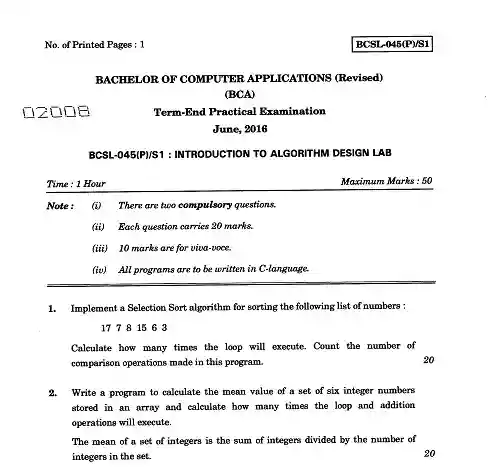 No. of Printed Pages : 1 BCSL-045(P)/S1
BACHELOR OF COMPUTER APPLICATIONS (Revised)
(BCA)
02008 Term-End Practical Examination
June, 2016
BCSL-045(P)/S1 : INTRODUCTION TO ALGORITHM DESIGN LAB
Time : 1 Hour Maximum Marks : 50
Note : (i) There are two compulsory questions.
(ii) Each question carries 20 marks.
(iii) 10 marks are for viva-voce.
(iv) All programs are to be written in C-language.
1. Implement a Selection Sort algorithm for sorting the following list of numbers :
17 7 8 15 6 3
Calculate how many times the loop will execute. Count the number of
comparison operations made in this program. 20
2. Write a program to calculate the mean value of a set of six integer numbers
stored in an array and calculate how many times the loop and addition
operations will execute.
The mean of a set of integers is the sum of integers divided by the number of
integers in the set. 20